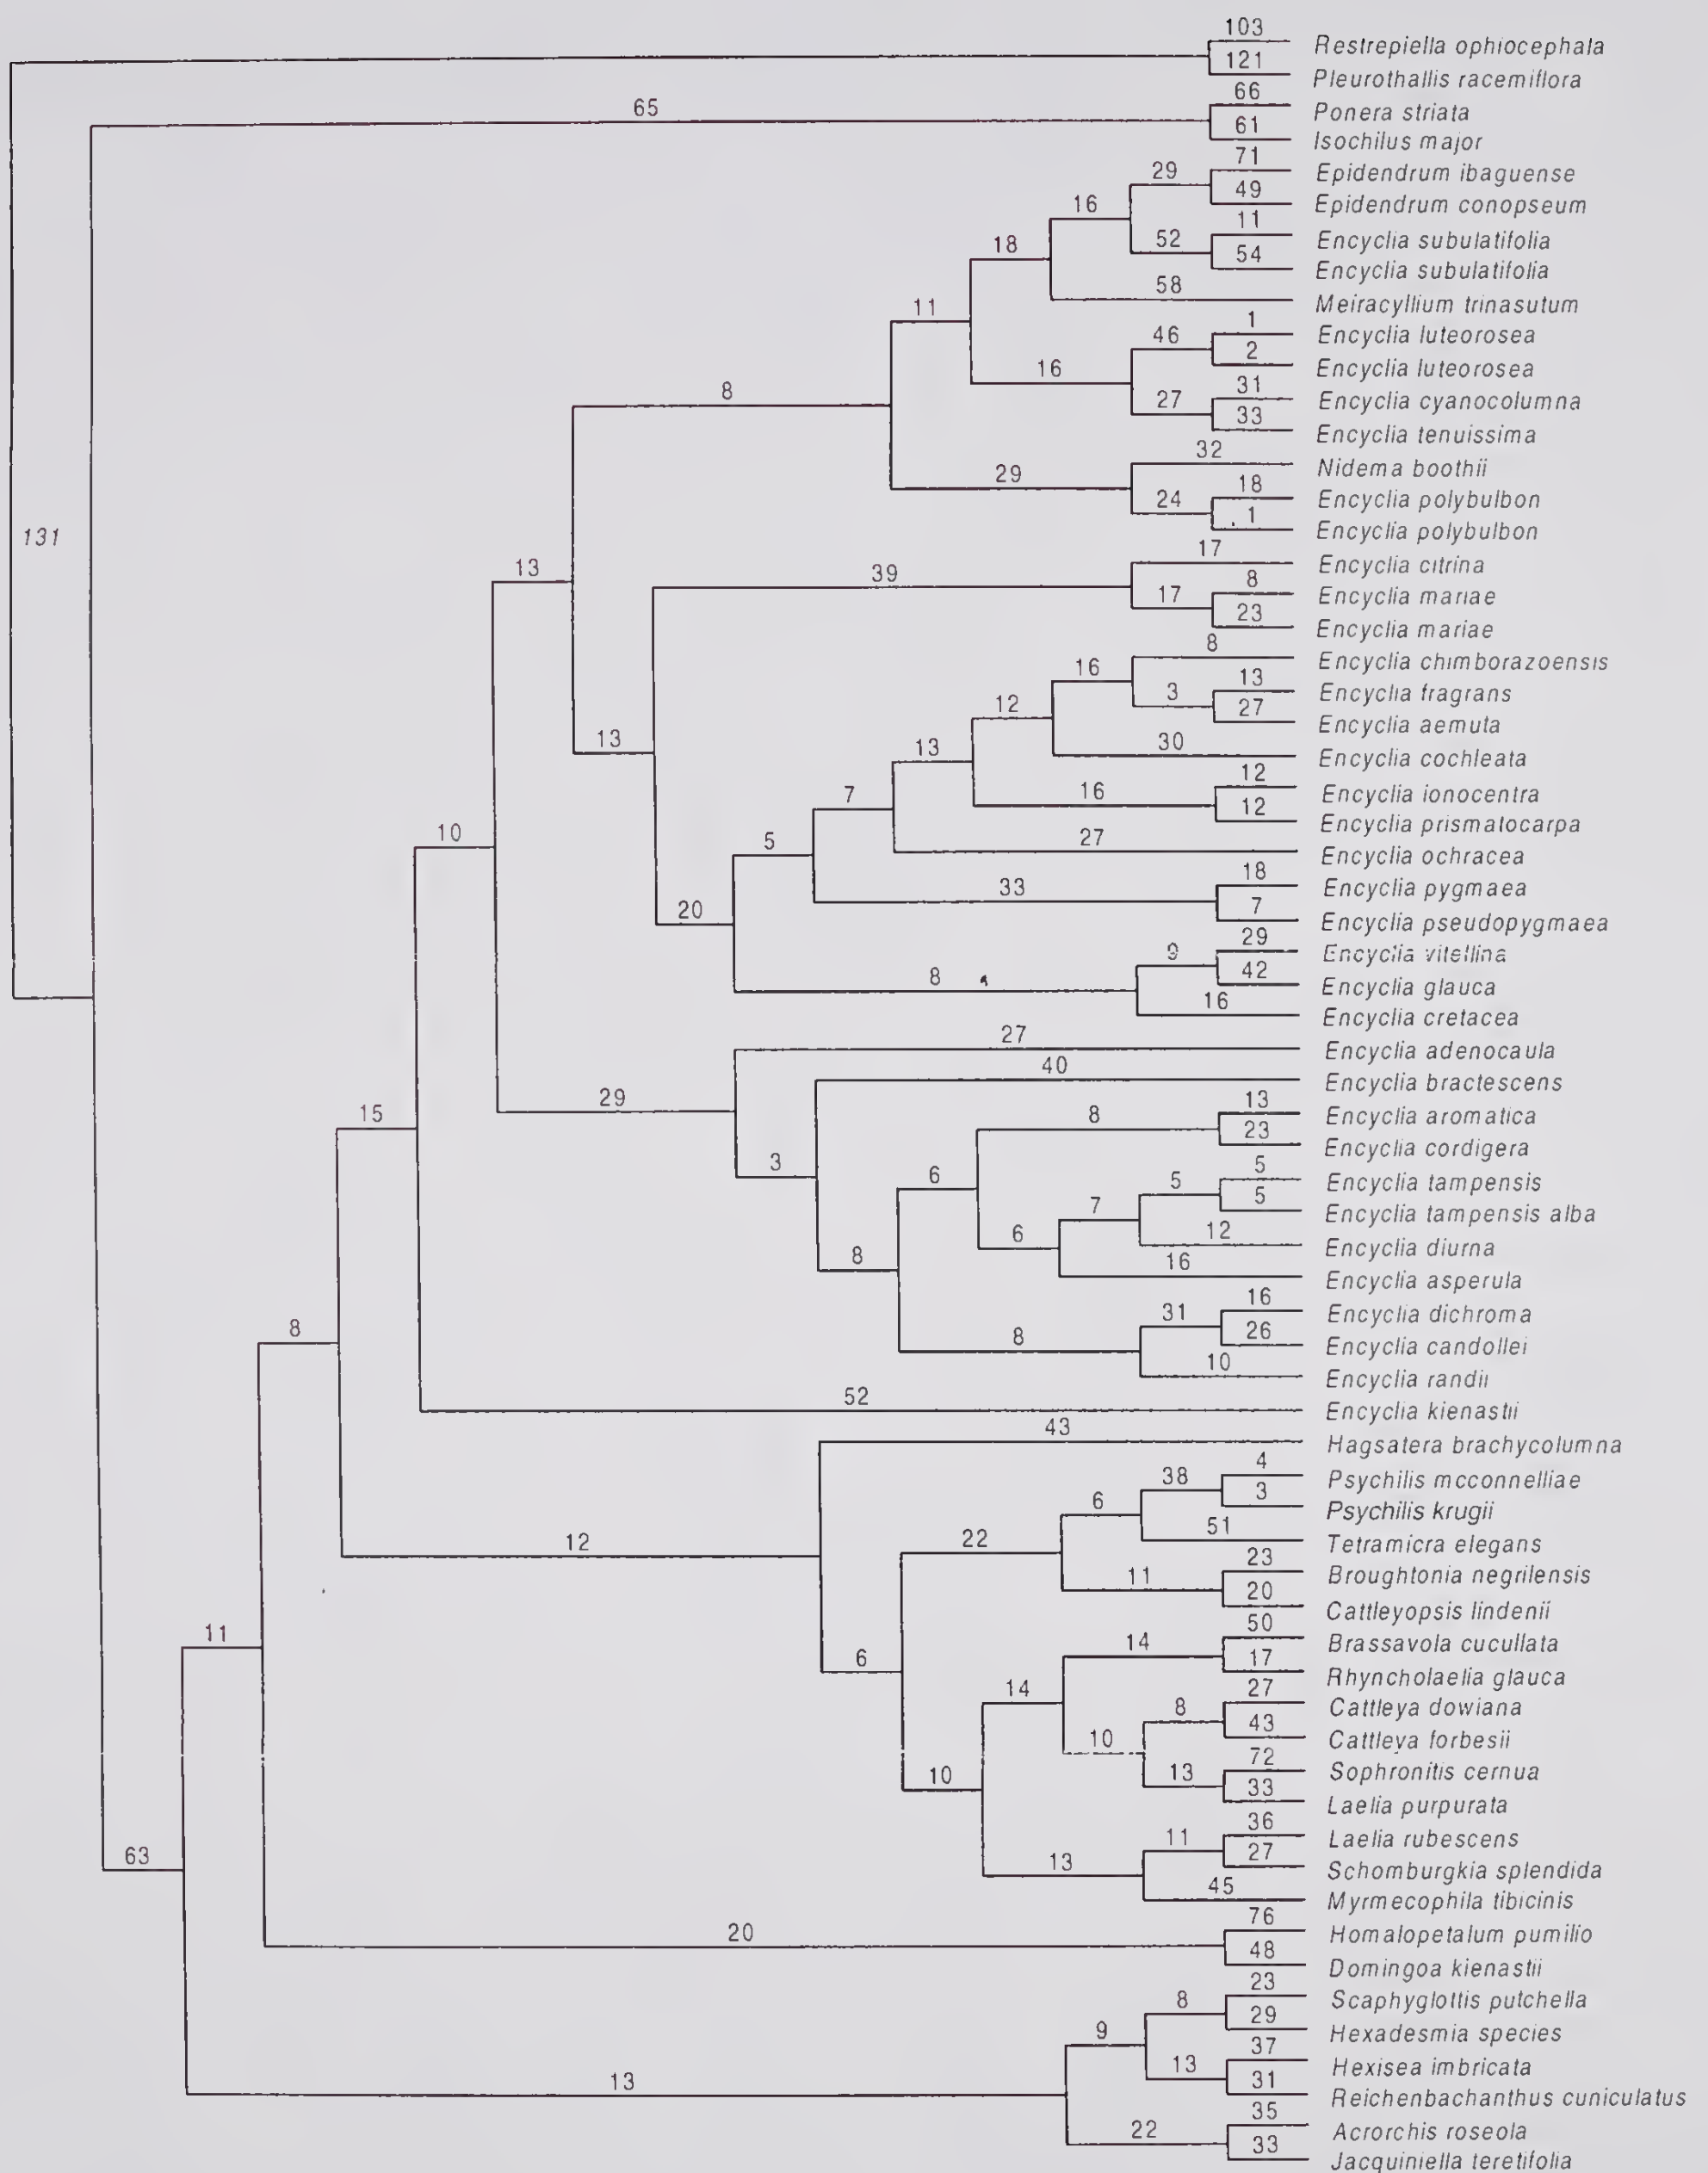 103
Restrepiella ophiocephala
121
Pleurothallis racemiflora
66
65
Ponera striata
61
Isochilus major
71
29
Epidendrum ibaguense
49
Epidendrum conopseum
16
11
Encyclia subulatifolia
18
52
54
Encyclia subulatifolia
58
Meiracyllium trinasutum
11
1
Encyclia luteorosea
46
2
Encyclia luteorosea
16
31
8
27
Encyclia cyanocolumna
33
Encyclia tenuissima
32
Nidema boothii
29
18
24
Encyclia polybulbon
1
Encyclia polybulbon
131
17
13
Encyclia citrina
39
8
17
Encyclia mariae
23
Encyclia mariae
8
Encyclia chimborazoensis
16
13
3
Encyclia fragrans
12
27
Encyclia aemuta
13
13
30
Encyclia cochleata
12
16
Encyclia ionocentra
7
12
Encyclia prismatocarpa
10
5
27
Encyclia ochracea
18
33
Encyclia pygmaea
20
7
Encyclia pseudopygmaea
29
9
Encyclia vitellina
42
8
Encyclia glauca
16
Encyclia cretacea
27
Encyclia adenocaula
40
Encyclia bractescens
29
13
15
8
Encyclia aromatica
23
Encyclia cordigera
3
5
6
5
Encyclia tampensis
5
7
Encyclia tampensis alba
12
6
Encyclia diurna
8
16
Encyclia asperula
16
31
Encyclia dichroma
8
26
8
Encyclia candollei
10
Encyclia randii
52
Encyclia kienastii
43
Hagsatera brachycolumna
4
38
Psychilis mcconnelliae
3
6
Psychilis krugii
51
22
12
Tetramicra elegans
23
11
Broughtonia negrilensis
20
Cattleyopsis lindenii
50
11
14
Brassavola cucullata
6
17
Rhyncholaelia glauca
14
27
8
Cattleya dowiana
43
10
Cattleya forbesii
72
10
13
Sophronitis cernua
33
Laelia purpurata
36
11
Laelia rubescens
63
27
13
Schomburgkia splendida
45
Myrmecophila tibicinis
76
20
Homalopetalum pumilio
48
Domingoa kienastii
23
8
Scaphyglottis putchella
29
9
Hexadesmia species
37
13
Hexisea imbricata
13
31
Reichenbachanthus cuniculatus
35
22
Acrorchis roseola
33
Jacquiniella teretifolia